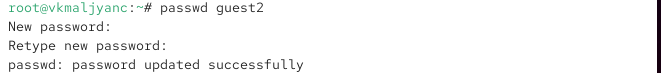 root@vkmaljyanc:~# passwd guest2
New password:
Retype new password:
passwd: password updated successfully